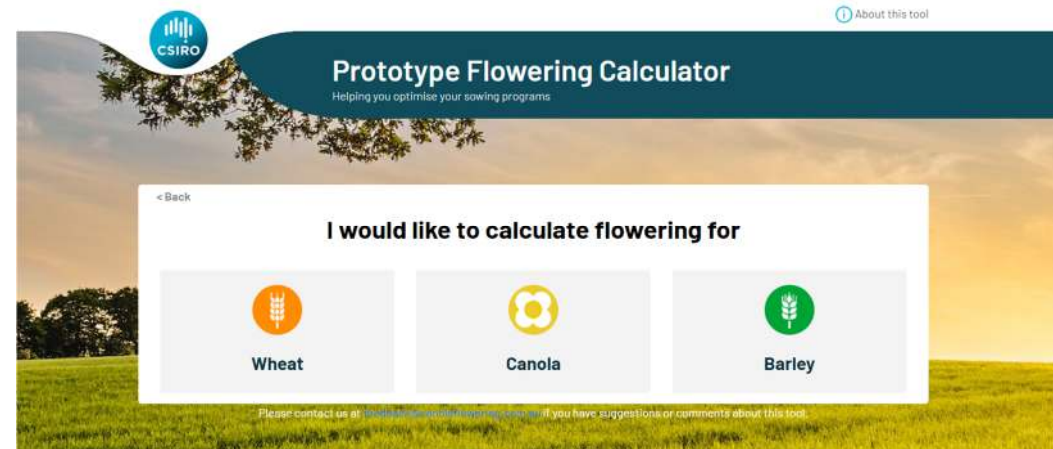 About this tool
CSIRO
Prototype Flowering Calculator
Helping you optimise your sowing programs
< Back
I would like to calculate flowering for
Wheat
Canola
Barley
Please contact us at if you have suggestions or comments about this tool.